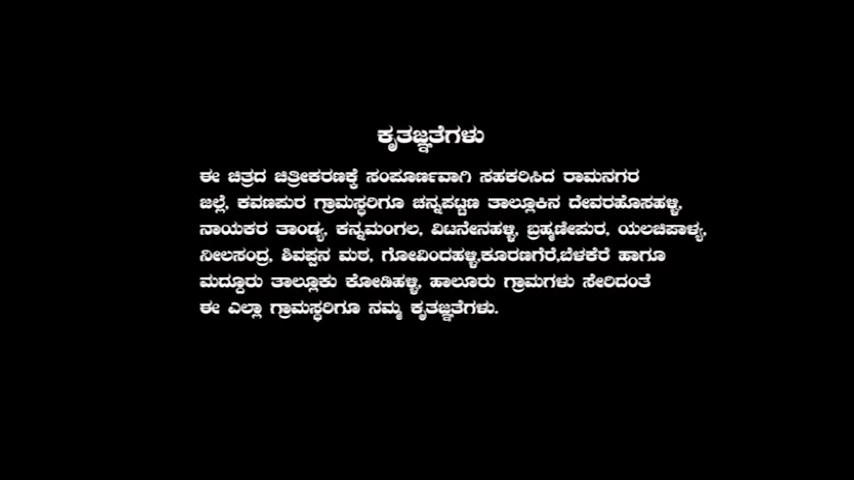 ಕೃತಜ್ಞತೆಗಳು
ಈ ಚಿತ್ರದ ಚಿತ್ರೀಕರಣಕ್ಕೆ ಸಂಪೂರ್ಣವಾಗಿ ಸಹಕರಿಸಿದ ರಾಮನಗರ
ಜಿಲ್ಲೆ, ಕವಣಪುರ ಗ್ರಾಮಸ್ಥರಿಗೂ ಚನ್ನಪಟ್ಟಣ ತಾಲ್ಲೂಕಿನ ದೇವರಹೊಸಹಳ್ಳಿ,
ನಾಯಕರ ತಾಂಡ್ಯ, ಕನ್ನಮಂಗಲ, ವಿಟನೇನಹಳ್ಳಿ, ಬ್ರಹ್ಮಣೀಪುರ, ಯಲಚಿಪಾಳ್ಯ,
ನೀಲಸಂದ್ರ, ಶಿವಪ್ಪನ ಮಠ, ಗೋವಿಂದಹಳ್ಳಿ,ಕೂರಣಗೆರೆ,ಬೆಳಕೆರೆ ಹಾಗೂ
ಮದ್ದೂರು ತಾಲ್ಲೂಕು ಕೋಡಿಹಳ್ಳಿ, ಹಾಲೂರು ಗ್ರಾಮಗಳು ಸೇರಿದಂತೆ
ಈ ಎಲ್ಲಾ ಗ್ರಾಮಸ್ಥರಿಗೂ ನಮ್ಮ ಕೃತಜ್ಞತೆಗಳು.